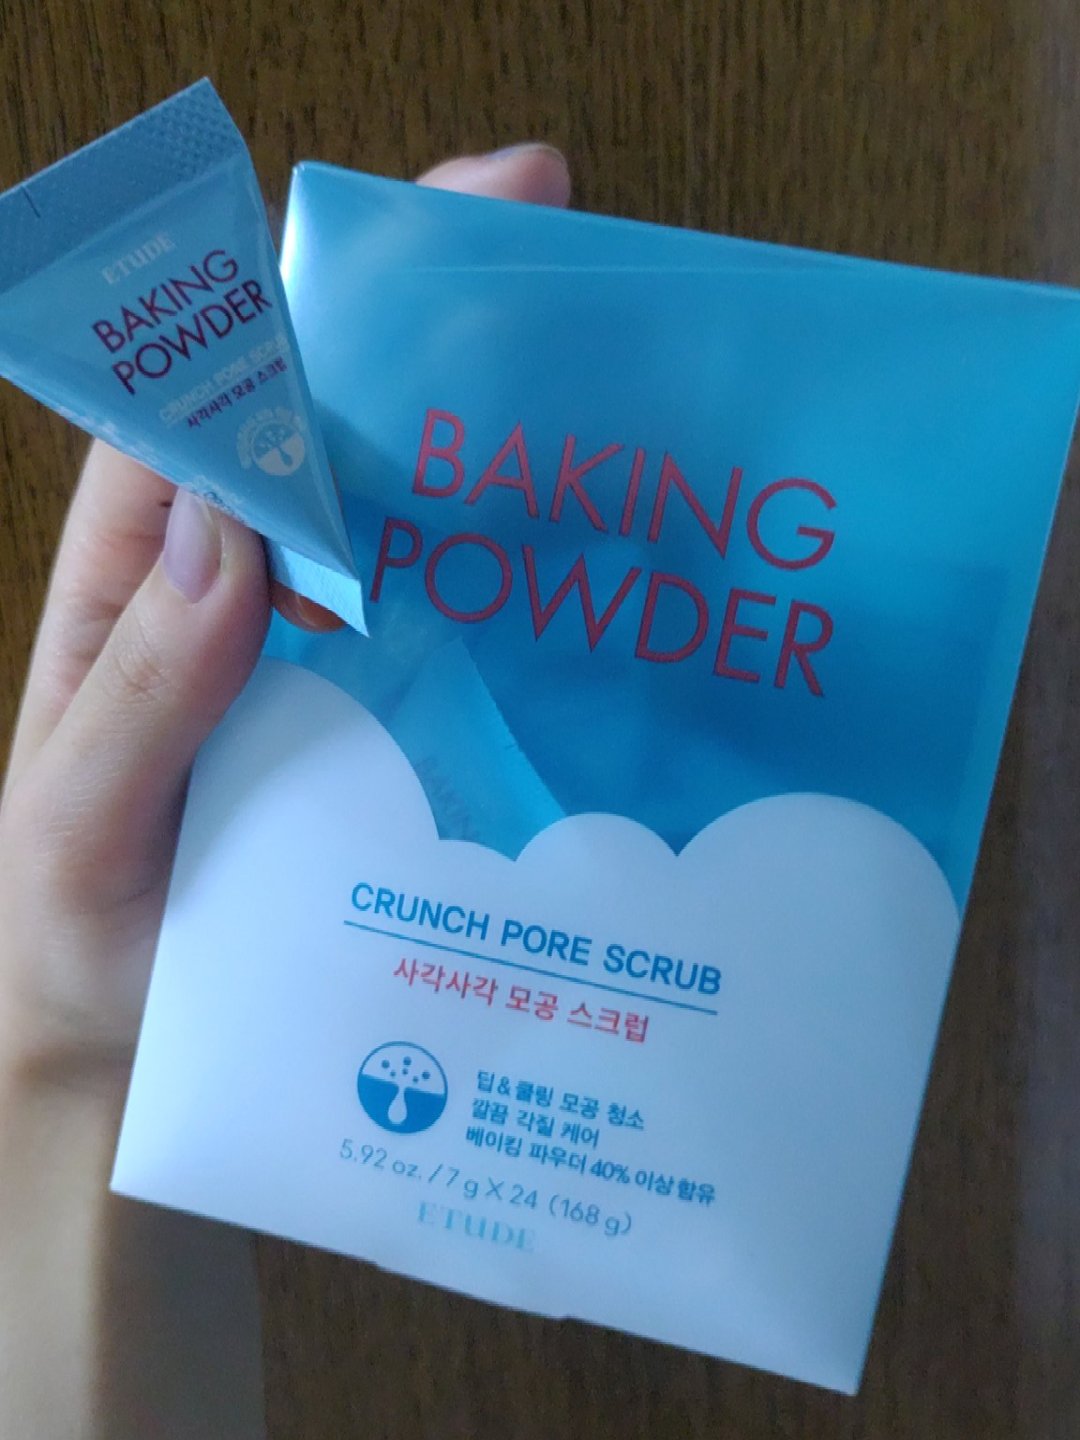 ETUDE
BAKING
POWDER
CRUNCH PORE SCRUB
사각사각 모공 스크럽
BAKING
POWDER
CRUNCH PORE SCRUB
사각사각 모공 스크럽
딥&쿨링 모공 청소
깔끔 각질 케어
베이킹 파우더 40% 이상 함유
5.92 oz. / 7 g X 24 (168 g)
ETUDE